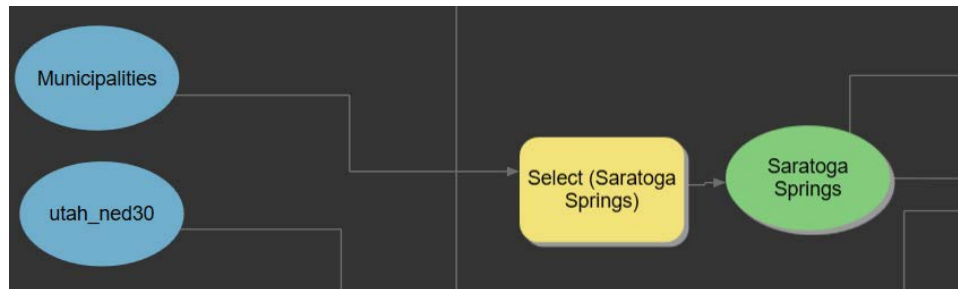 Municipalities
utah_ned30
Select (Saratoga
Springs)
Saratoga
Springs